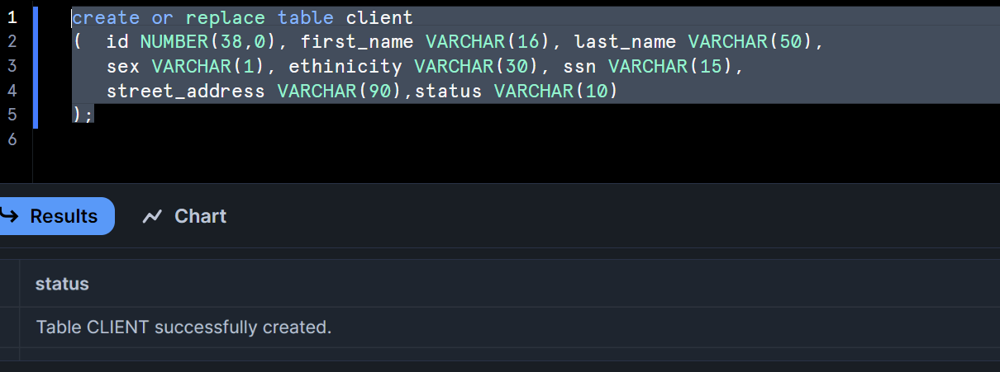 1 create or replace table client
2 (  id NUMBER(38,0), first_name VARCHAR(16), last_name VARCHAR(50),
3    sex VARCHAR(1), ethinicity VARCHAR(30), ssn VARCHAR(15),
4    street_address VARCHAR(90),status VARCHAR(10)
5 );
6
Results Chart
status
Table CLIENT successfully created.